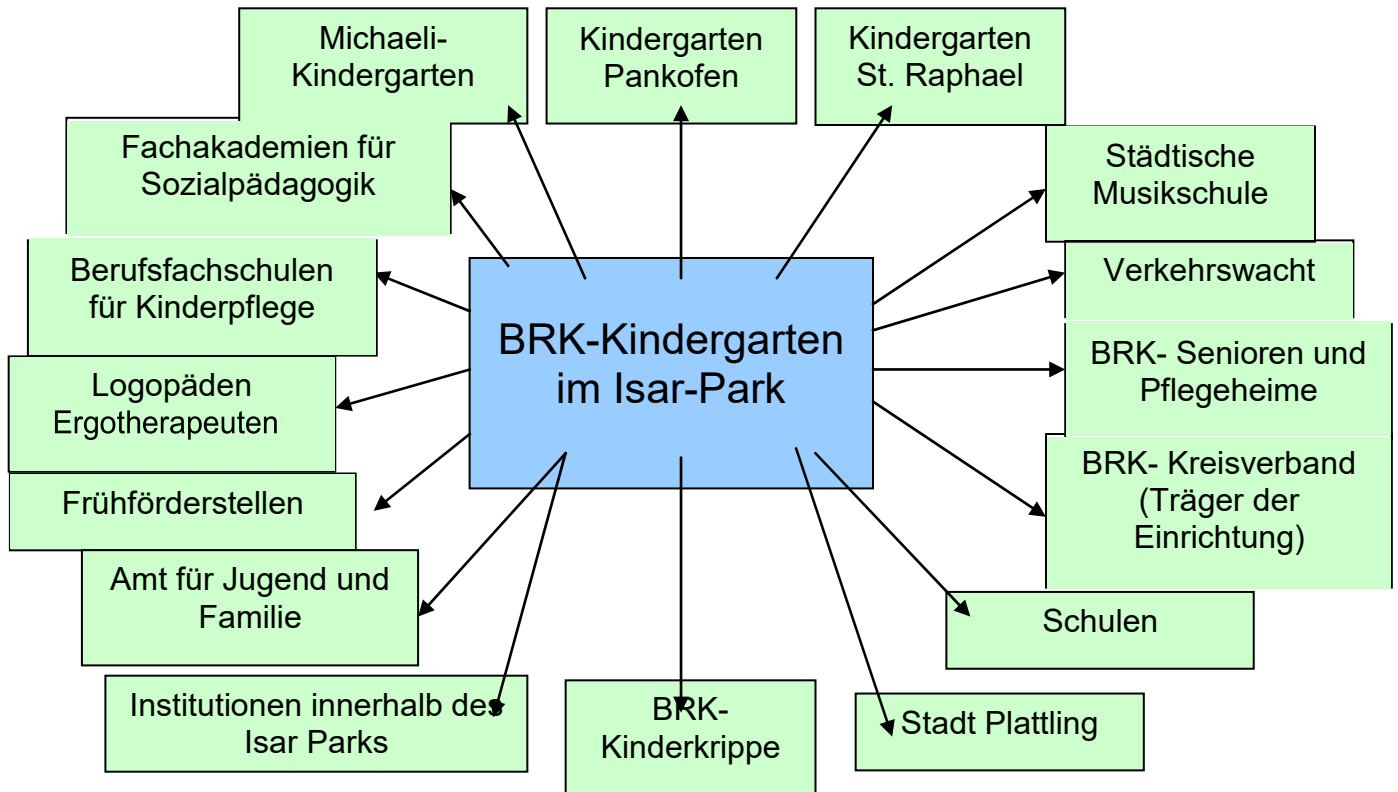 Michaeli-
Kindergarten
Kindergarten
Pankofen
Kindergarten
St. Raphael
Fachakademien für
Sozialpädagogik
Städtische
Musikschule
Berufsfachschulen
für Kinderpflege
Verkehrswacht
BRK-Kindergarten
im Isar-Park
BRK- Senioren und
Pflegeheime
Logopäden
Ergotherapeuten
BRK- Kreisverband
(Träger der
Einrichtung)
Frühförderstellen
Amt für Jugend und
Familie
Schulen
Institutionen innerhalb des
Isar Parks
BRK-
Kinderkrippe
Stadt Plattling